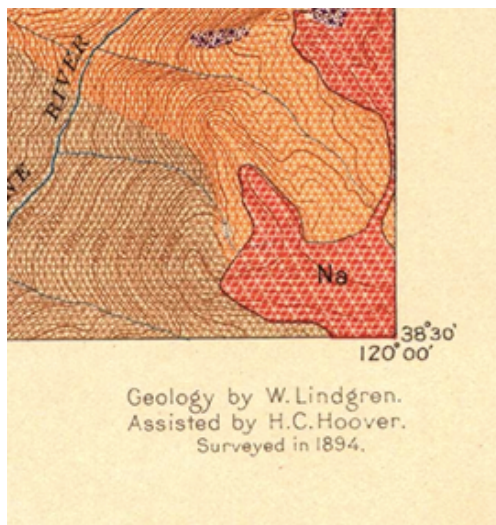 RIVER
NE
Na
38°30'
120°00'
Geology by W. Lindgren.
Assisted by H.C. Hoover.
Surveyed in 1894.